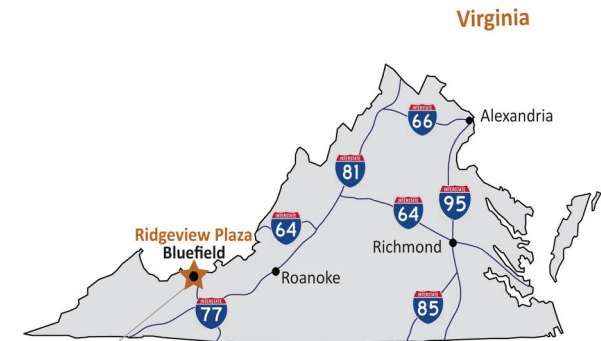 Virginia
INTERSTATE
66
Alexandria
INTERSTATE
81
INTERSTATE
95
INTERSTATE
64
INTERSTATE
64
Ridgeview Plaza
Bluefield
Richmond
Roanoke
INTERSTATE
77
INTERSTATE
85